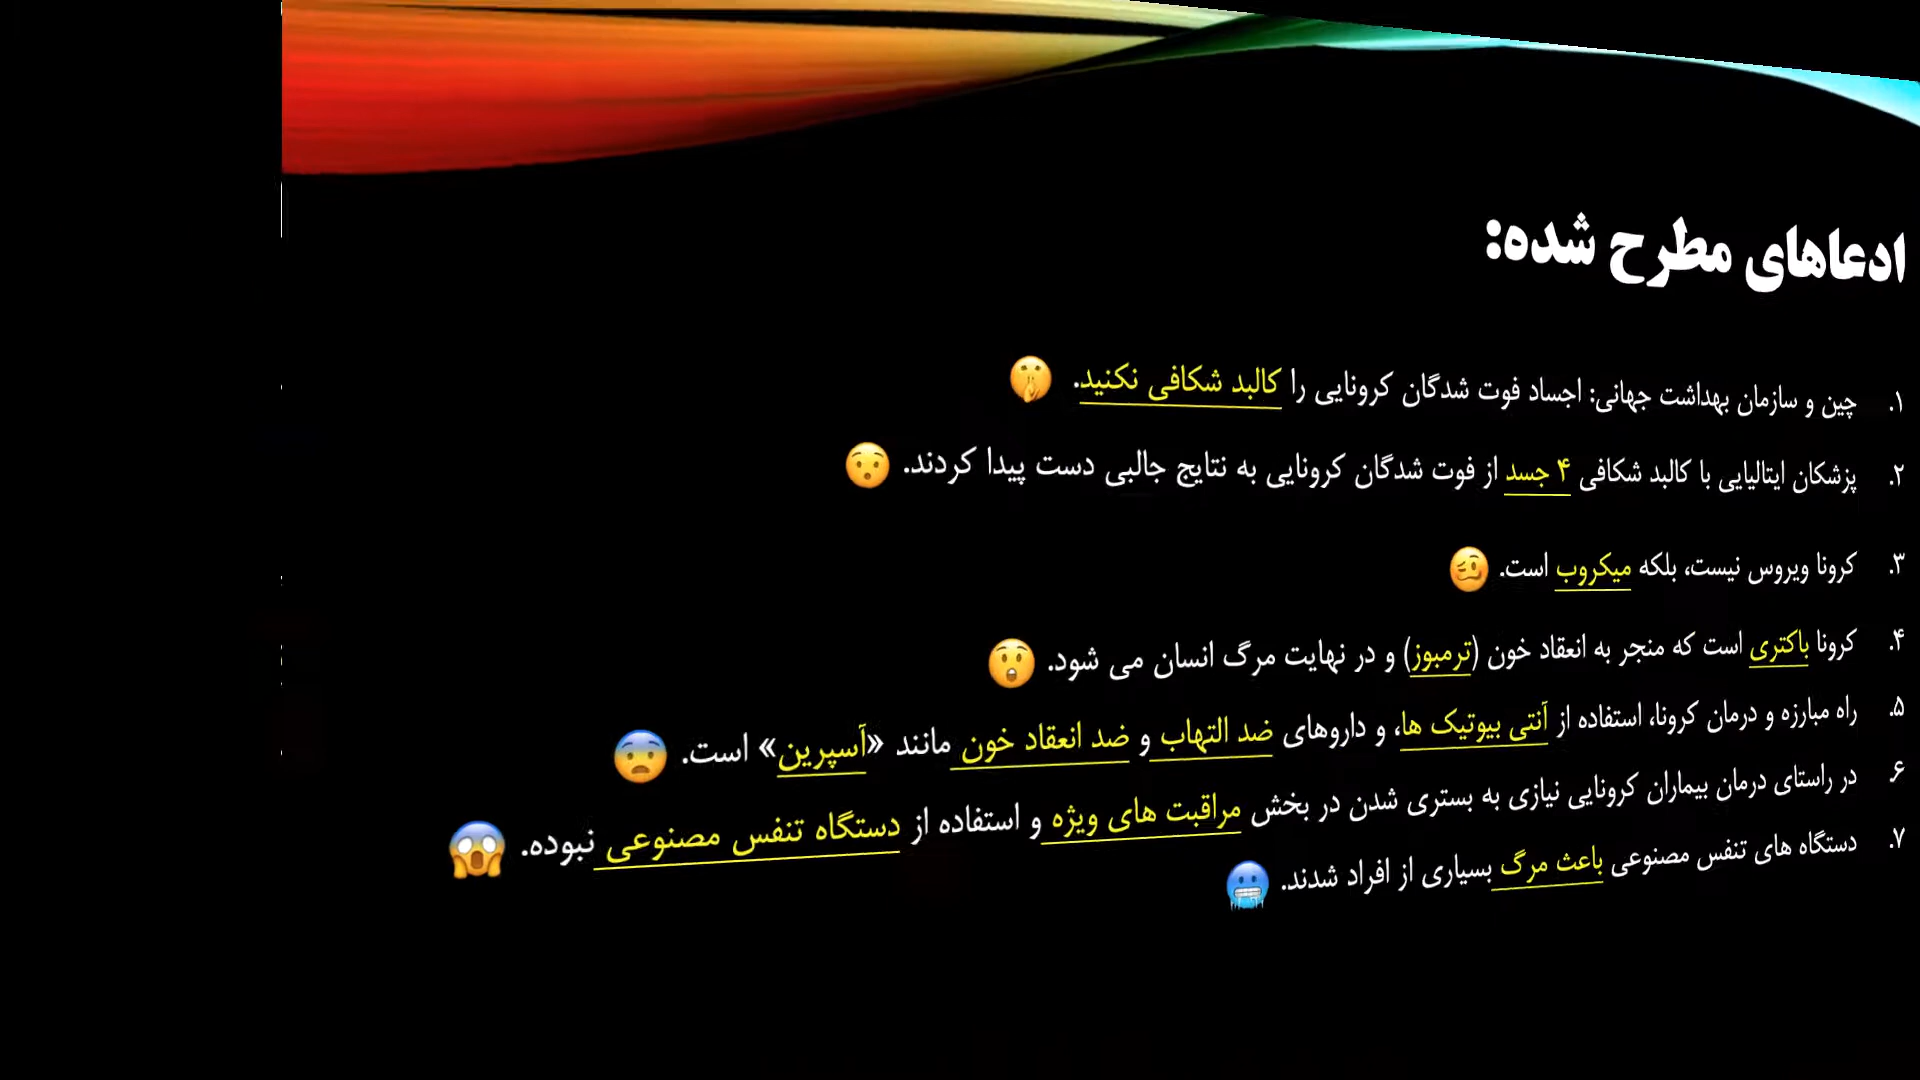 ادعاهای مطرح شده:
۱. چین و سازمان بهداشت جهانی: اجساد فوت شدگان کرونایی را کالبد شکافی نکنید.
۲. پزشکان ایتالیایی با کالبد شکافی ۴ جسد از فوت شدگان کرونایی به نتایج جالبی دست پیدا کردند.
۳. کرونا ویروس نیست، بلکه میکروب است.
۴. کرونا باکتری است که منجر به انعقاد خون (ترمبوز) و در نهایت مرگ انسان می شود.
۵. راه مبارزه و درمان کرونا، استفاده از آنتی بیوتیک ها، و داروهای ضد التهاب و ضد انعقاد خون مانند «آسپرین» است.
۶. در راستای درمان بیماران کرونایی نیازی به بستری شدن در بخش مراقبت های ویژه و استفاده از دستگاه تنفس مصنوعی نبوده.
۷. دستگاه های تنفس مصنوعی باعث مرگ بسیاری از افراد شدند.